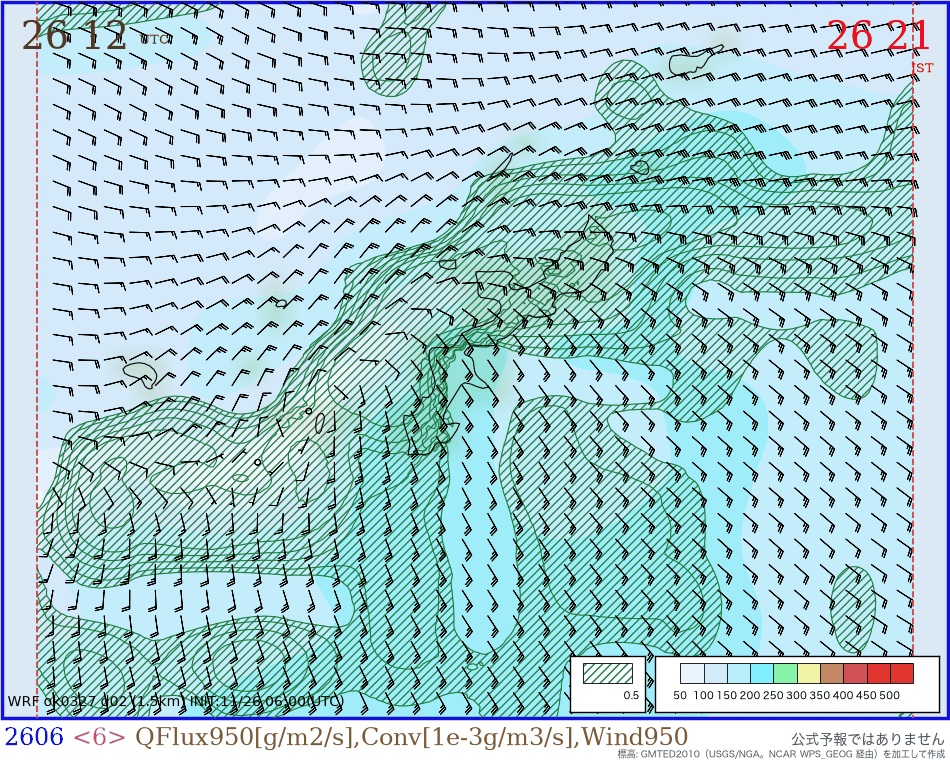 26 12 UTC
26 21
JST
0.5
50 100 150 200 250 300 350 400 450 500
WRF ok0327 d02 (1.5km) INIT:11/26 06:00(UTC)
2606 <6> QFlux950[g/m2/s],Conv[1e-3g/m3/s],Wind950
公式予報ではありません
標高: GMTED2010（USGS/NGA。NCAR WPS_GEOG 経由）を加工して作成